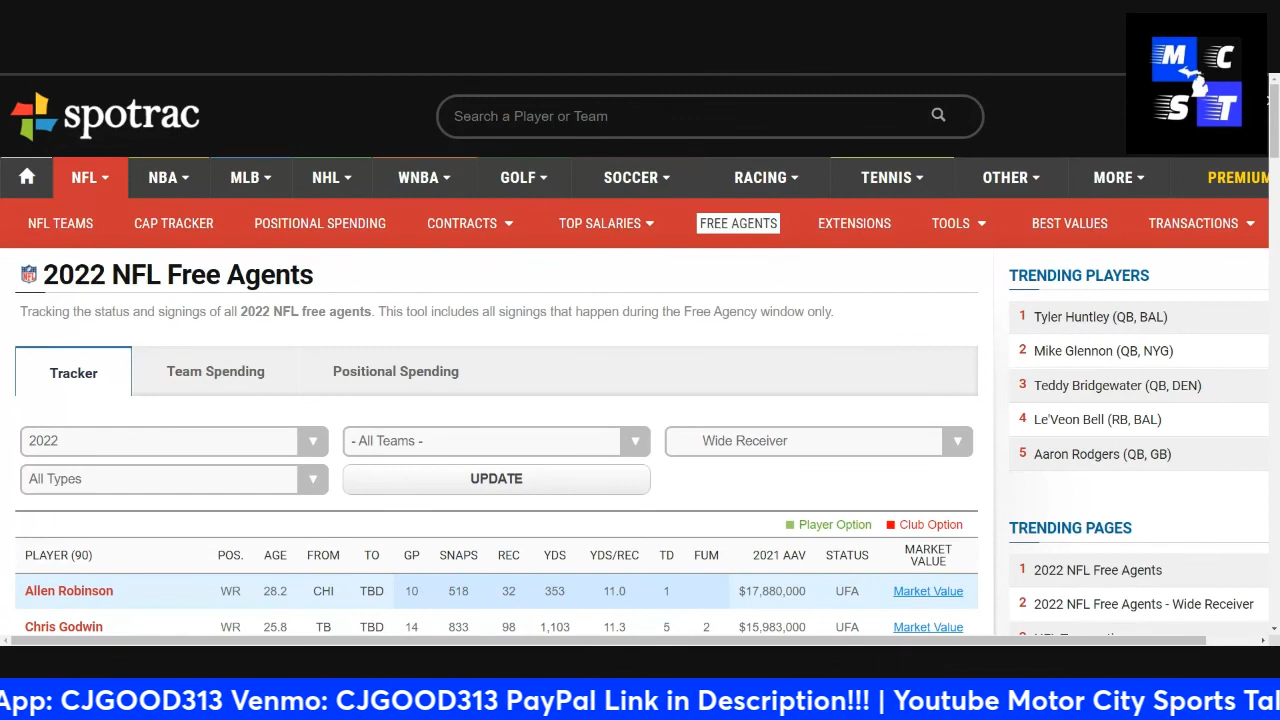 M C
S T
spotrac
Search a Player or Team
NFL NBA MLB NHL WNBA GOLF SOCCER RACING TENNIS OTHER MORE PREMIUM
NFL TEAMS CAP TRACKER POSITIONAL SPENDING CONTRACTS TOP SALARIES FREE AGENTS EXTENSIONS TOOLS BEST VALUES TRANSACTIONS
2022 NFL Free Agents
Tracking the status and signings of all 2022 NFL free agents. This tool includes all signings that happen during the Free Agency window only.
Tracker Team Spending Positional Spending
2022 - All Teams - Wide Receiver
All Types UPDATE
Player Option Club Option
PLAYER (90) POS. AGE FROM TO GP SNAPS REC YDS YDS/REC TD FUM 2021 AAV STATUS MARKET VALUE
Allen Robinson WR 28.2 CHI TBD 10 518 32 353 11.0 1 $17,880,000 UFA Market Value
Chris Godwin WR 25.8 TB TBD 14 833 98 1,103 11.3 5 2 $15,983,000 UFA Market Value
TRENDING PLAYERS
1 Tyler Huntley (QB, BAL)
2 Mike Glennon (QB, NYG)
3 Teddy Bridgewater (QB, DEN)
4 Le'Veon Bell (RB, BAL)
5 Aaron Rodgers (QB, GB)
TRENDING PAGES
1 2022 NFL Free Agents
2 2022 NFL Free Agents - Wide Receiver
App: CJGOOD313 Venmo: CJGOOD313 PayPal Link in Description!!! | Youtube Motor City Sports Tal